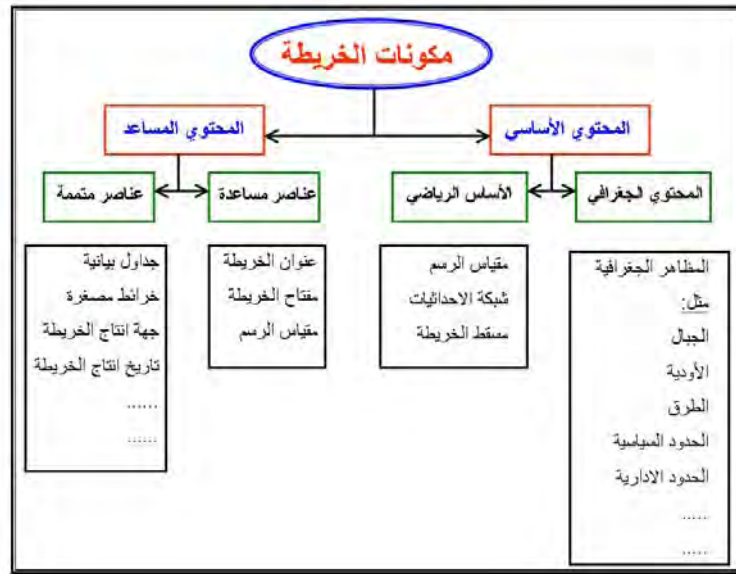 مكونات الخريطة
المحتوي الأساسي
المحتوي المساعد
المحتوي الجغرافي
الأساس الرياضي
عناصر مساعدة
عناصر متممة
المظاهر الجغرافية
مثل:
الجبال
الأودية
الطرق
الحدود السياسية
الحدود الادارية
.....
.....
مقياس الرسم
شبكة الاحداثيات
مسقط الخريطة
عنوان الخريطة
مفتاح الخريطة
مقياس الرسم
جداول بيانية
خرائط مصغرة
جهة انتاج الخريطة
تاريخ انتاج الخريطة
......
......